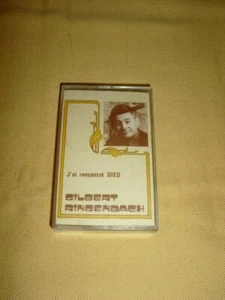 J'ai rencontré DIEU
GILBERT
RINGENBACH